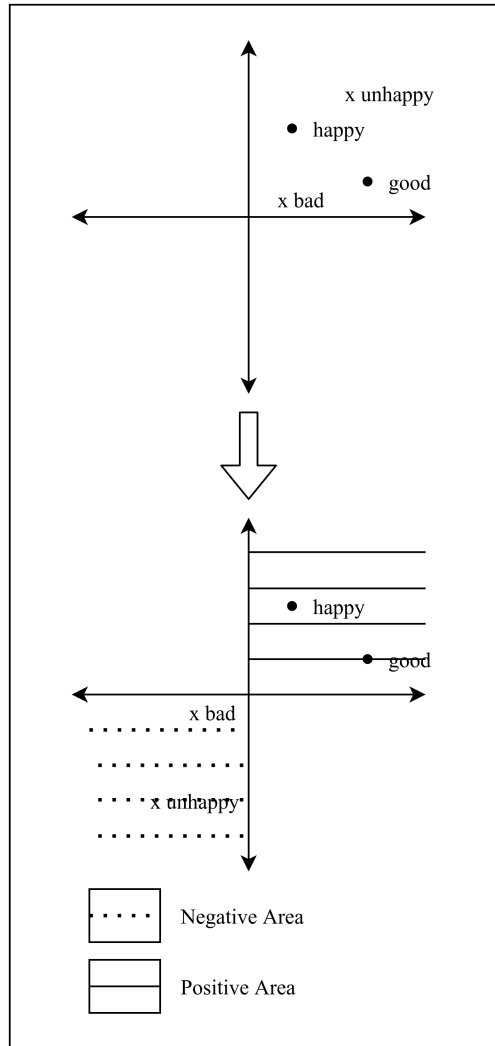 x unhappy
happy
good
x bad
happy
good
x bad
x unhappy
Negative Area
Positive Area